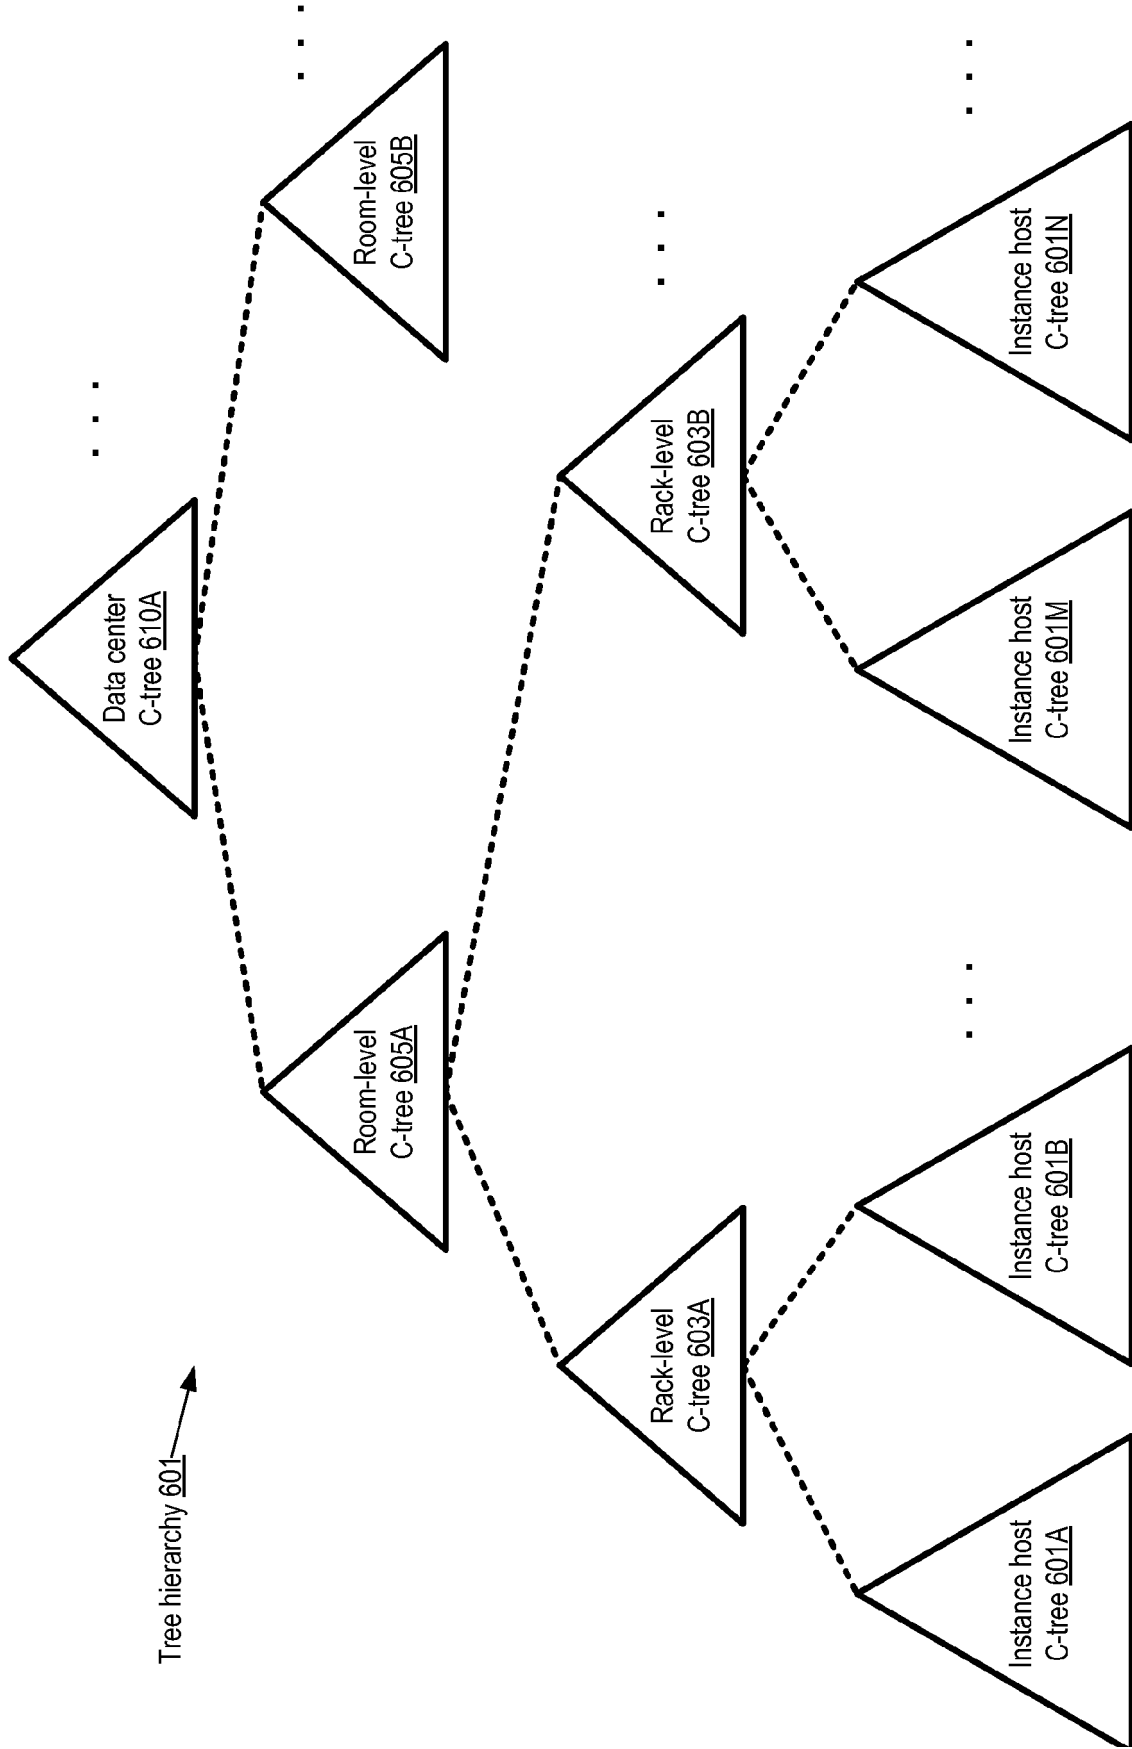 Tree hierarchy 601
Data center
C-tree 610A
. . .
Room-level
C-tree 605A
Room-level
C-tree 605B
. . .
Rack-level
C-tree 603A
Rack-level
C-tree 603B
. . .
Instance host
C-tree 601A
Instance host
C-tree 601B
. . .
Instance host
C-tree 601M
Instance host
C-tree 601N
. . .